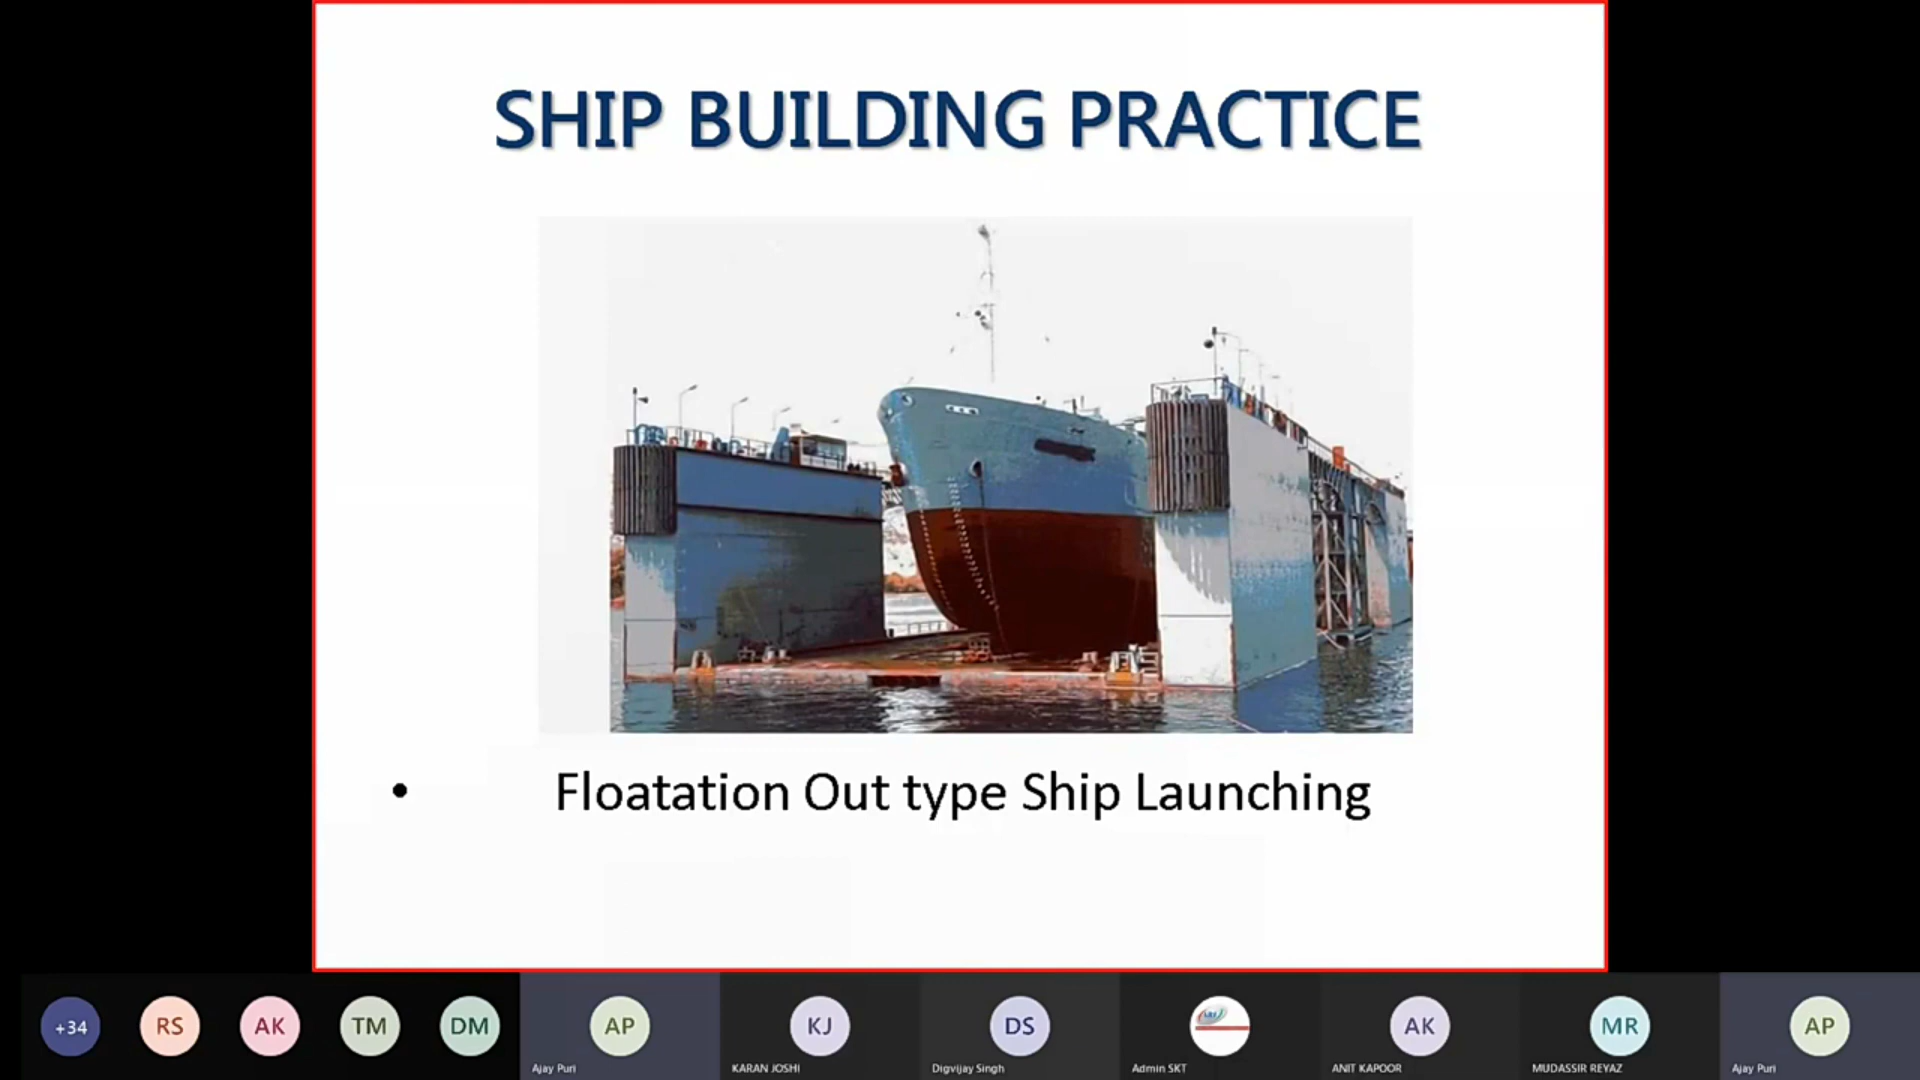 SHIP BUILDING PRACTICE
• Floatation Out type Ship Launching
+34
RS
AK
TM
DM
AP
KJ
DS
AK
MR
AP
Ajay Puri
KARAN JOSHI
Digvijay Singh
Admin SKT
ANIT KAPOOR
MUDASSIR REYAZ
Ajay Puri